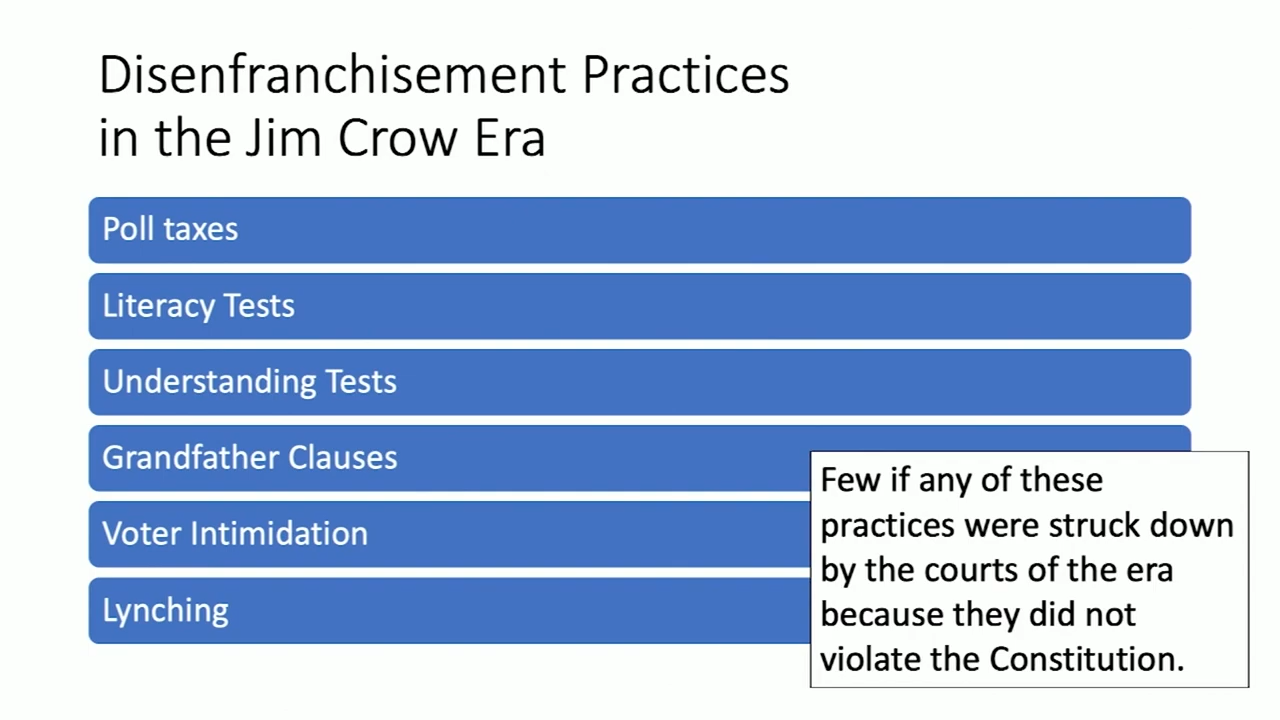 Disenfranchisement Practices
in the Jim Crow Era
Poll taxes
Literacy Tests
Understanding Tests
Grandfather Clauses
Voter Intimidation
Lynching
Few if any of these
practices were struck down
by the courts of the era
because they did not
violate the Constitution.